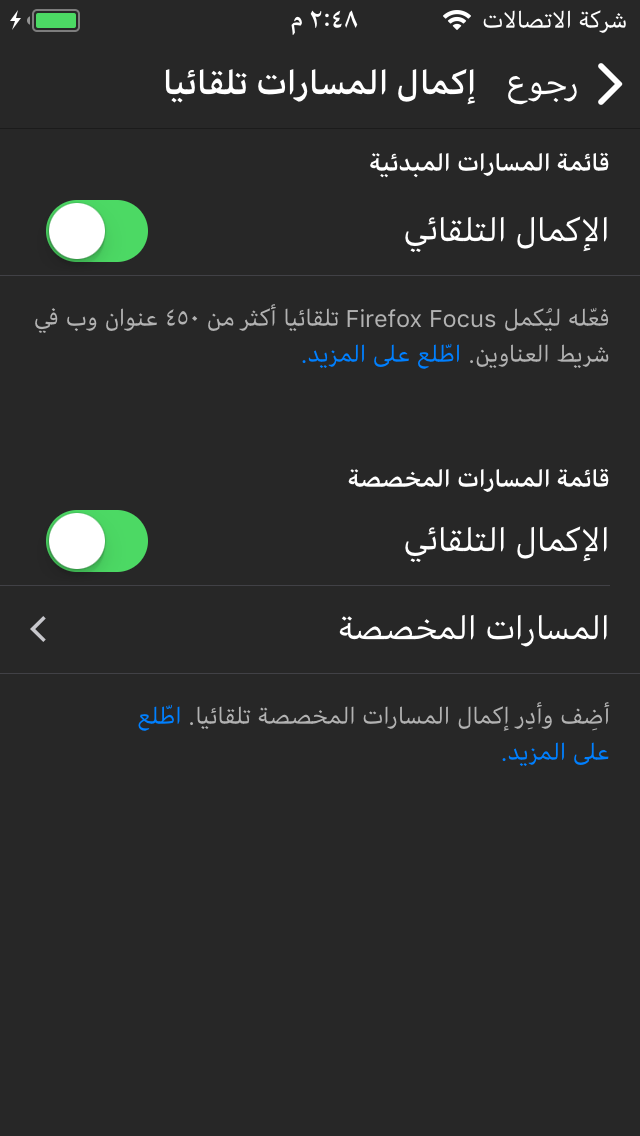 شركة الاتصالات ٢:٤٨ م
رجوع إكمال المسارات تلقائيا
قائمة المسارات المبدئية
الإكمال التلقائي
فعّله ليُكمل Firefox Focus تلقائيا أكثر من ٤٥٠ عنوان وب في
شريط العناوين. اطّلع على المزيد.
قائمة المسارات المخصصة
الإكمال التلقائي
المسارات المخصصة
أضِف وأدِر إكمال المسارات المخصصة تلقائيا. اطّلع
على المزيد.